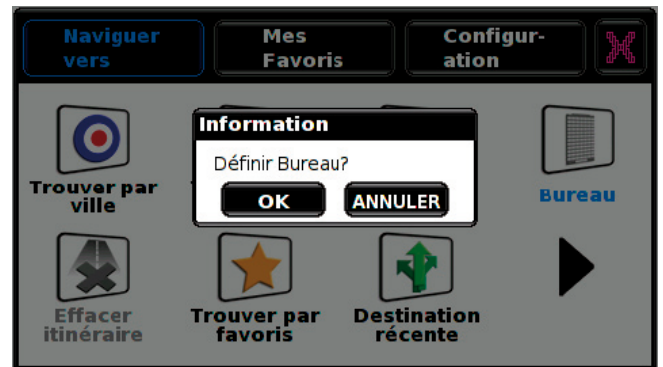 Naviguer vers
Mes Favoris
Configur-ation
Information
Définir Bureau?
OK
ANNULER
Trouver par ville
Bureau
Effacer itinéraire
Trouver par favoris
Destination récente